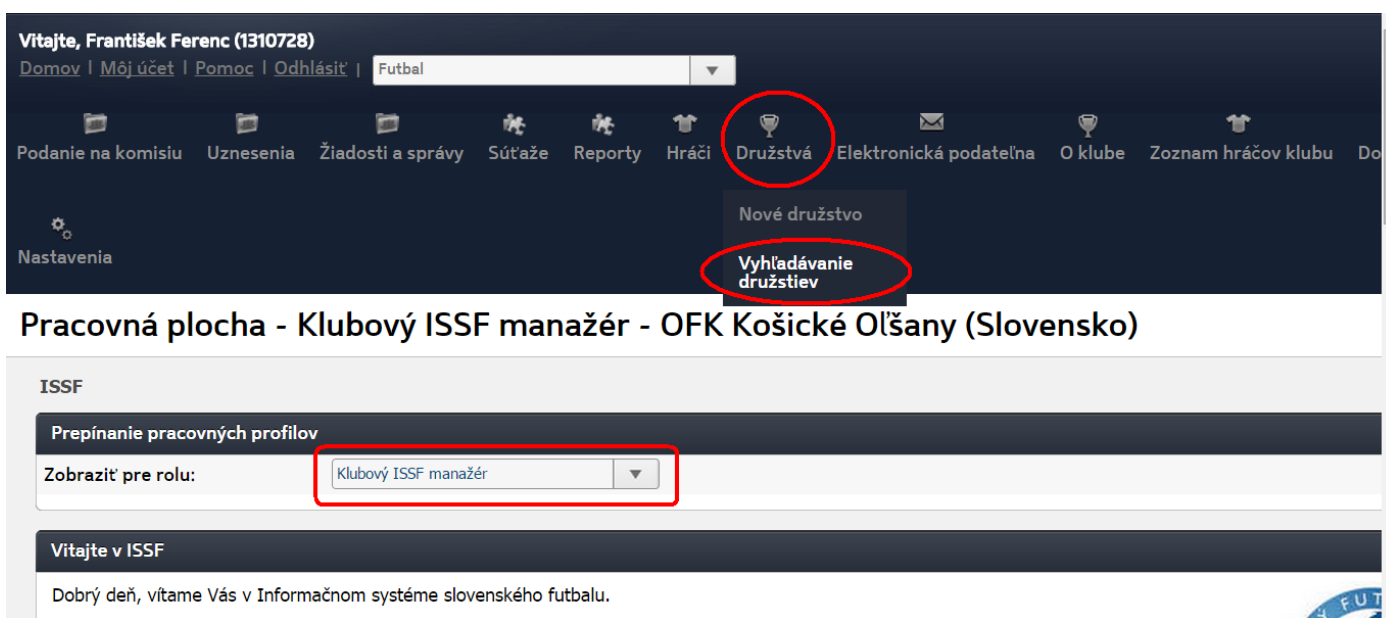 Vitajte, František Ferenc (1310728)
Domov | Môj účet | Pomoc | Odhlásiť | Futbal
Podanie na komisiu Uznesenia Žiadosti a správy Súťaže Reporty Hráči Družstvá Elektronická podateľna O klube Zoznam hráčov klubu Do
Nové družstvo
Vyhľadávanie
družstiev
Nastavenia
Pracovná plocha - Klubový ISSF manažér - OFK Košické Oľšany (Slovensko)
ISSF
Prepínanie pracovných profilov
Zobraziť pre rolu: Klubový ISSF manažér
Vitajte v ISSF
Dobrý deň, vítame Vás v Informačnom systéme slovenského futbalu.